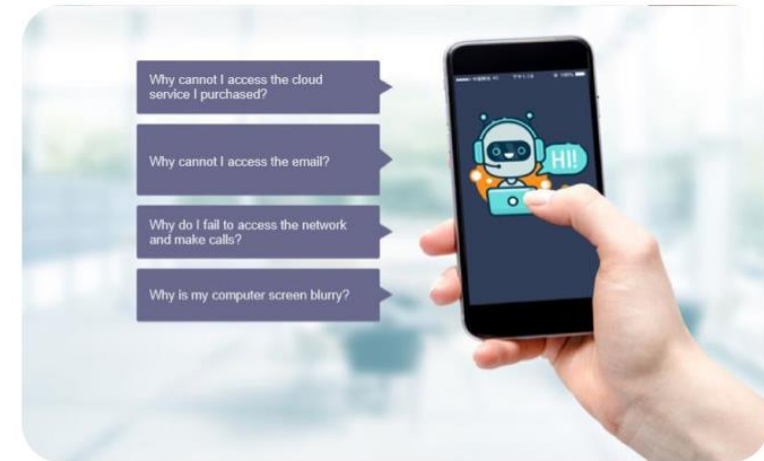 Why cannot I access the cloud
service I purchased?
Why cannot I access the email?
Why do I fail to access the network
and make calls?
Why is my computer screen blurry?
HI!